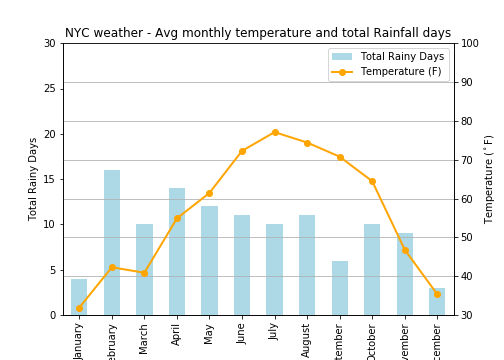 NYC weather - Avg monthly temperature and total Rainfall days
30
25
20
15
10
5
0
Total Rainy Days
100
90
80
70
60
50
40
30
Temperature (°F)
Total Rainy Days
Temperature (F)
January
March
April
May
June
July
August